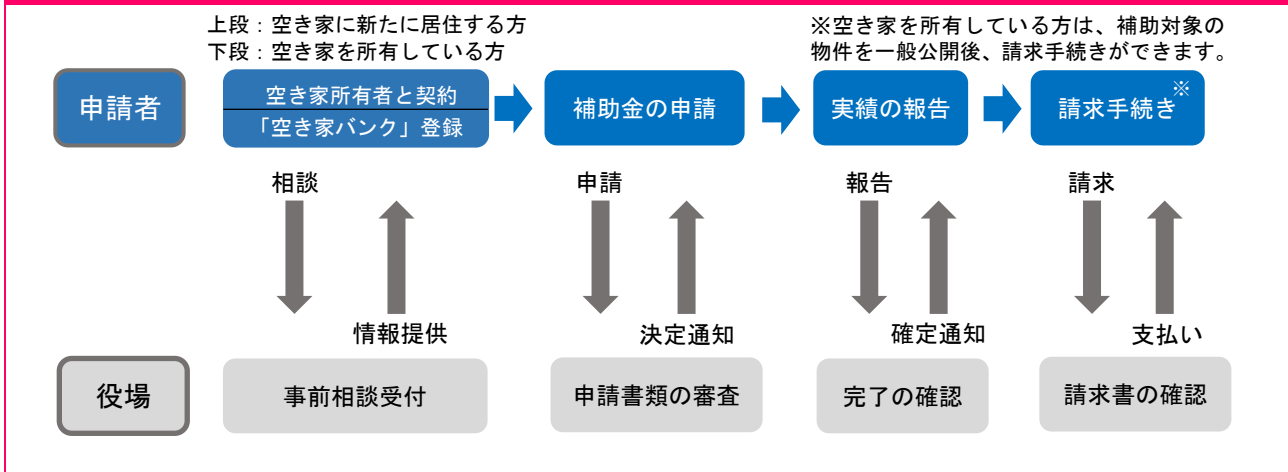 上段：空き家に新たに居住する方
下段：空き家を所有している方
※空き家を所有している方は、補助対象の
物件を一般公開後、請求手続きができます。
申請者
空き家所有者と契約
「空き家バンク」登録
補助金の申請
実績の報告
請求手続き※
相談
申請
報告
請求
情報提供
決定通知
確定通知
支払い
役場
事前相談受付
申請書類の審査
完了の確認
請求書の確認